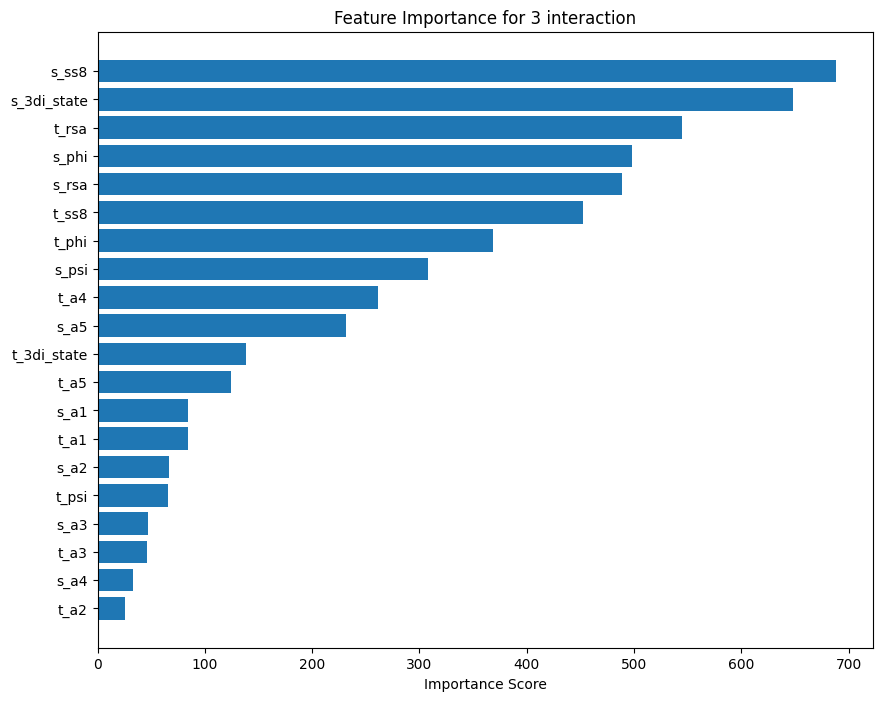 Feature Importance for 3 interaction
s_ss8
s_3di_state
t_rsa
s_phi
s_rsa
t_ss8
t_phi
s_psi
t_a4
s_a5
t_3di_state
t_a5
s_a1
t_a1
s_a2
t_psi
s_a3
t_a3
s_a4
t_a2
0 100 200 300 400 500 600 700
Importance Score